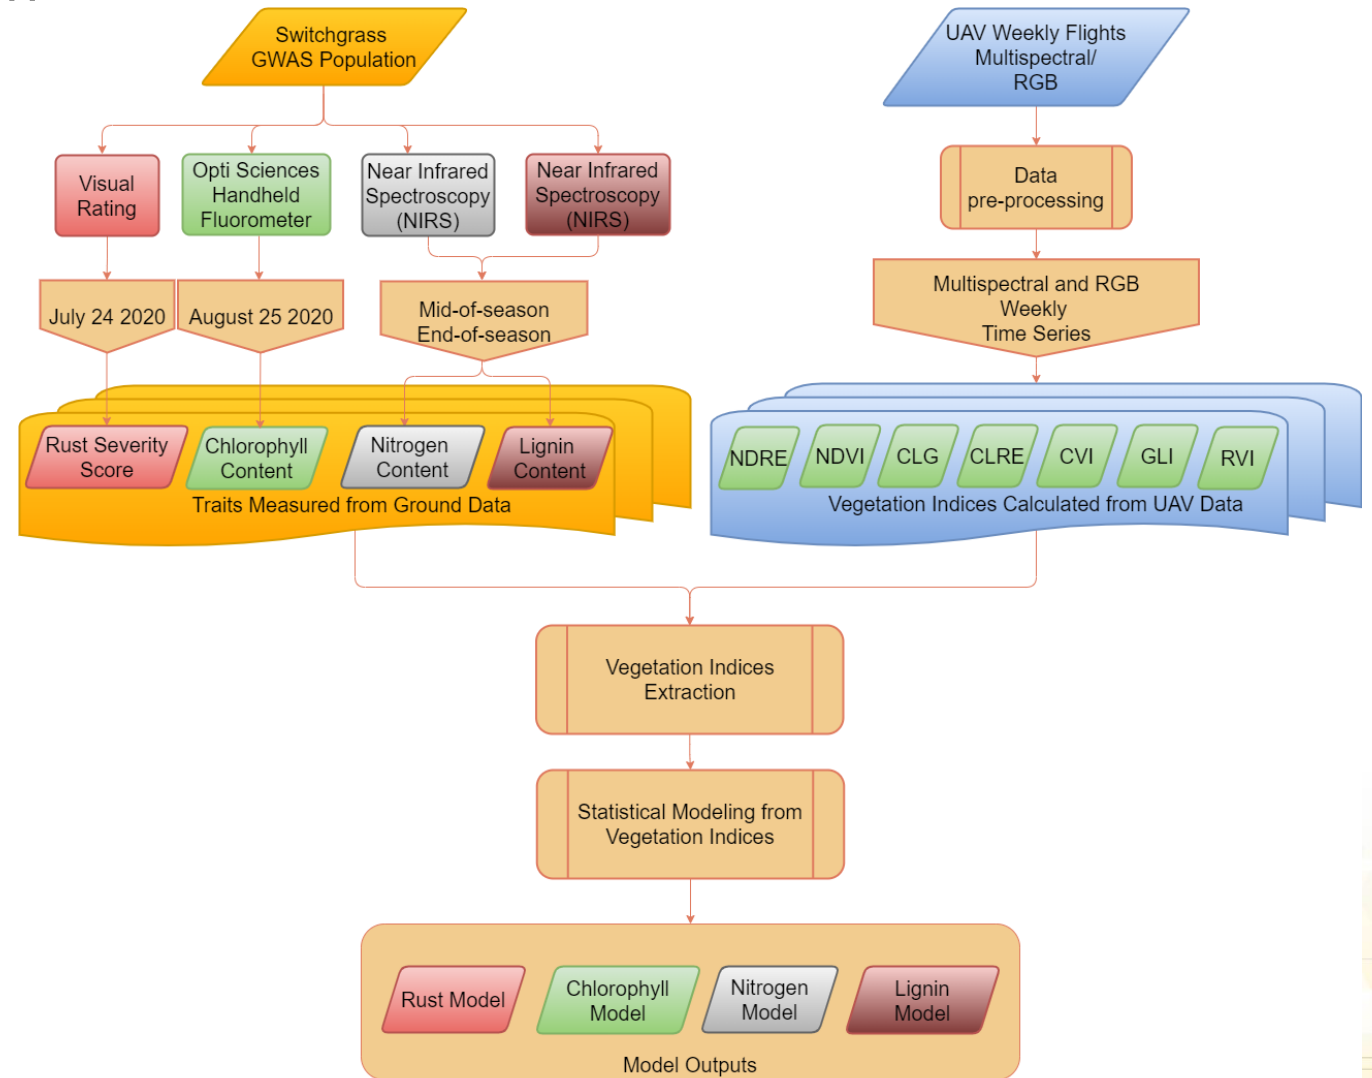 Switchgrass
GWAS Population
UAV Weekly Flights
Multispectral/
RGB
Visual
Rating
Opti Sciences
Handheld
Fluorometer
Near Infrared
Spectroscopy
(NIRS)
Near Infrared
Spectroscopy
(NIRS)
Data
pre-processing
July 24 2020
August 25 2020
Mid-of-season
End-of-season
Multispectral and RGB
Weekly
Time Series
Rust Severity
Score
Chlorophyll
Content
Nitrogen
Content
Lignin
Content
Traits Measured from Ground Data
NDRE
NDVI
CLG
CLRE
CVI
GLI
RVI
Vegetation Indices Calculated from UAV Data
Vegetation Indices
Extraction
Statistical Modeling from
Vegetation Indices
Rust Model
Chlorophyll
Model
Nitrogen
Model
Lignin
Model
Model Outputs